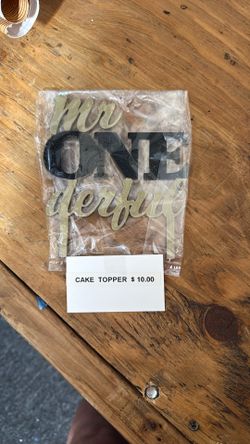 mr
ONE
derful
CAKE TOPPER $ 10.00